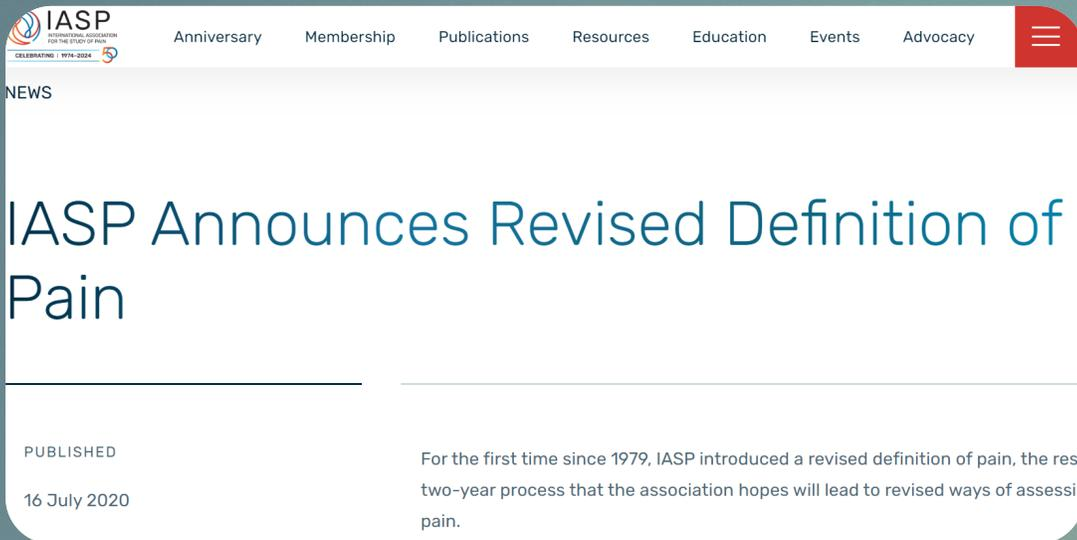 IASP
INTERNATIONAL ASSOCIATION
FOR THE STUDY OF PAIN
CELEBRATING | 1974-2024 50
Anniversary Membership Publications Resources Education Events Advocacy
NEWS
IASP Announces Revised Definition of
Pain
PUBLISHED
16 July 2020
For the first time since 1979, IASP introduced a revised definition of pain, the res
two-year process that the association hopes will lead to revised ways of assessi
pain.